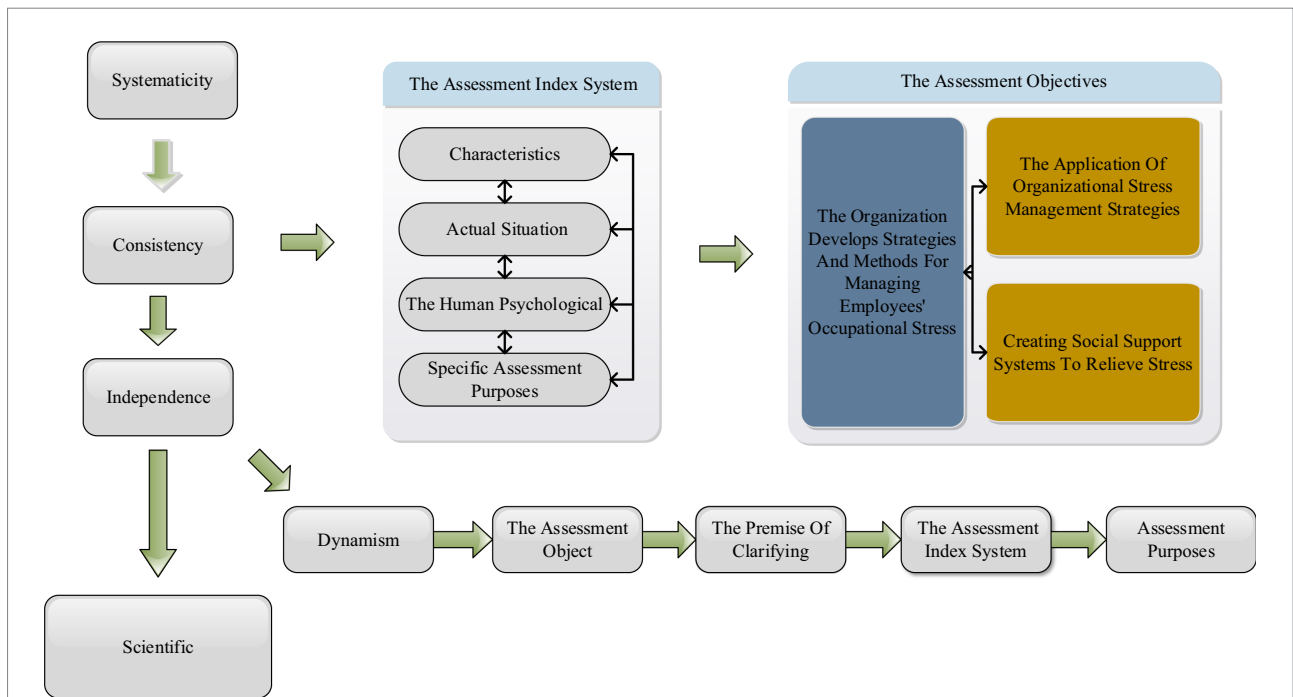 Systematicity
Consistency
Independence
Scientific
The Assessment Index System
Characteristics
Actual Situation
The Human Psychological
Specific Assessment
Purposes
The Assessment Objectives
The Organization
Develops Strategies
And Methods For
Managing
Employees'
Occupational Stress
The Application Of
Organizational Stress
Management Strategies
Creating Social Support
Systems To Relieve Stress
Dynamism
The Assessment
Object
The Premise Of
Clarifying
The Assessment
Index System
Assessment
Purposes